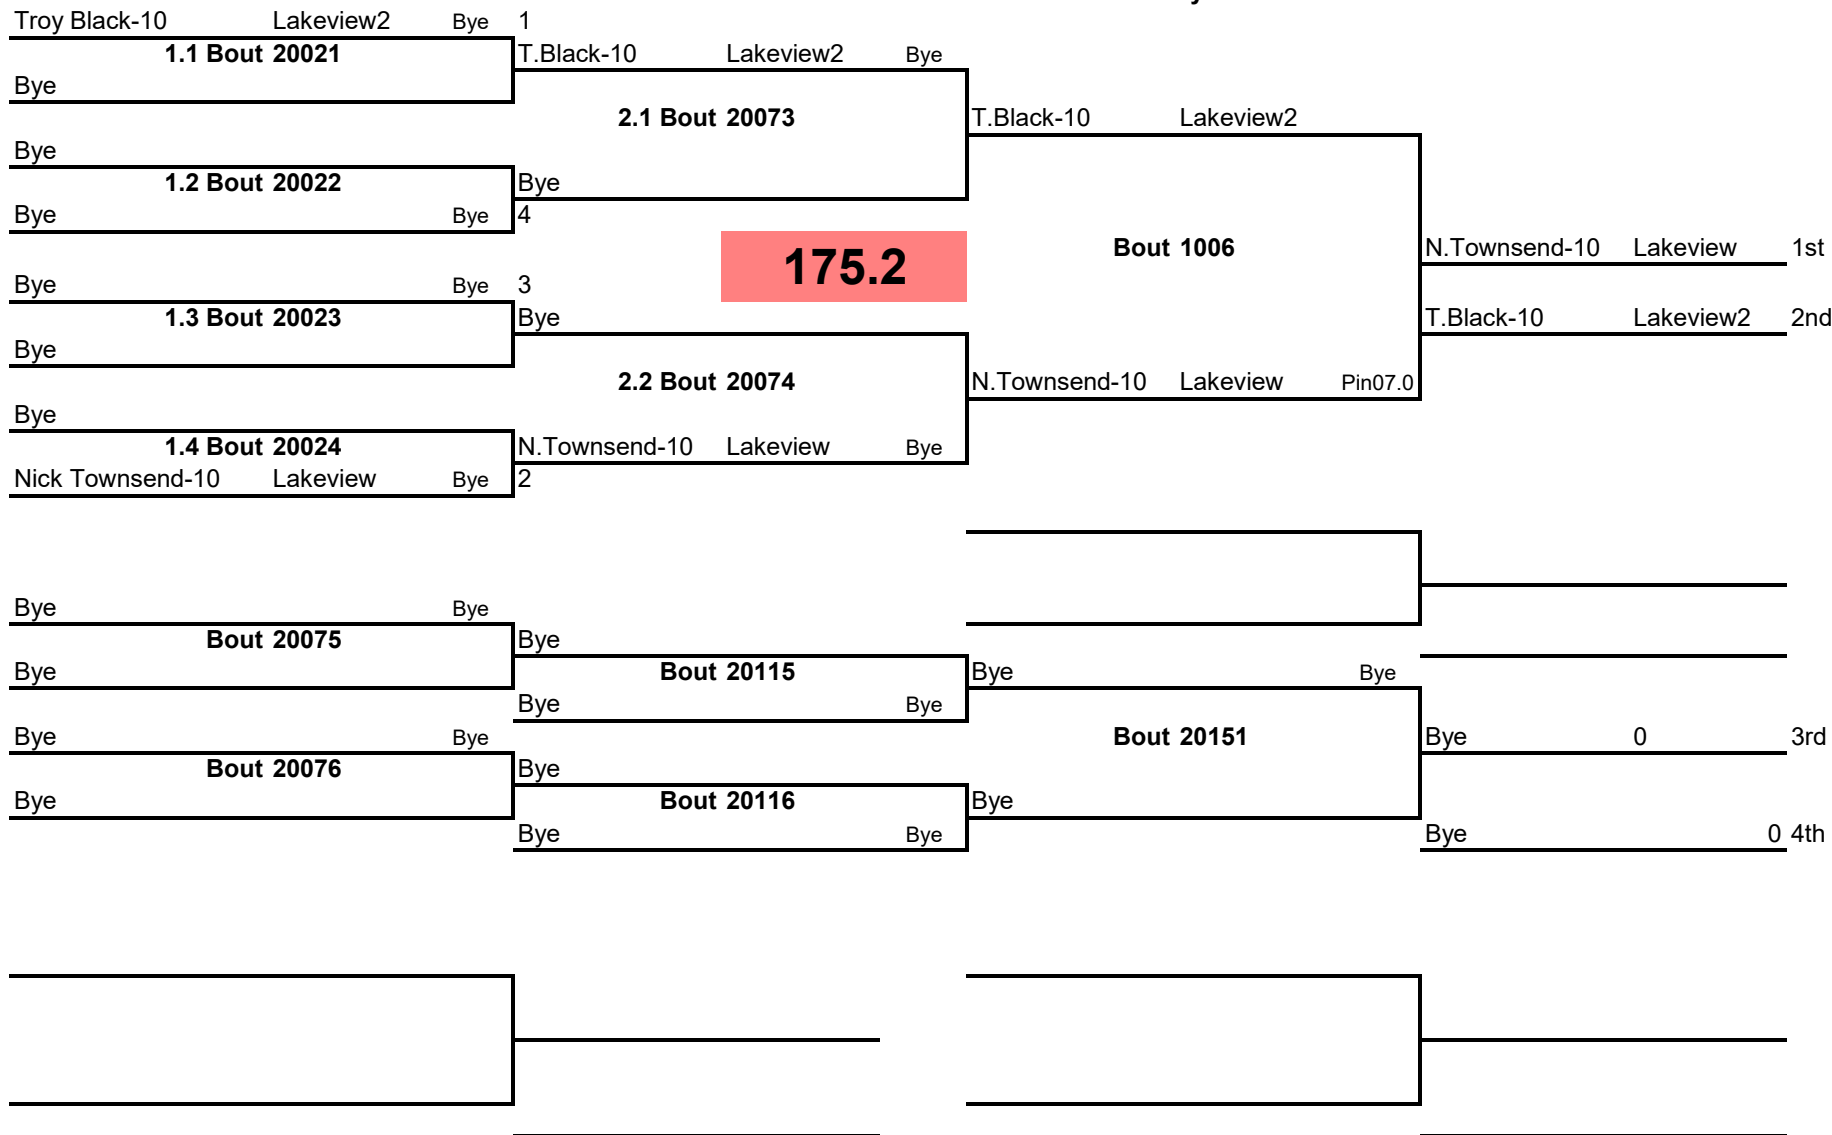 y
Troy Black-10 Lakeview2 Bye 1
1.1 Bout 20021 T.Black-10 Lakeview2 Bye
Bye
2.1 Bout 20073 T.Black-10 Lakeview2
Bye
1.2 Bout 20022 Bye
Bye Bye 4
175.2 Bout 1006 N.Townsend-10 Lakeview 1st
Bye Bye 3
1.3 Bout 20023 Bye T.Black-10 Lakeview2 2nd
Bye
2.2 Bout 20074 N.Townsend-10 Lakeview Pin07.0
Bye
1.4 Bout 20024 N.Townsend-10 Lakeview Bye
Nick Townsend-10 Lakeview Bye 2
Bye Bye
Bout 20075 Bye
Bye Bout 20115 Bye Bye
Bye Bye
Bye Bye Bout 20151 Bye 0 3rd
Bout 20076 Bye
Bye Bout 20116 Bye
Bye Bye Bye 0 4th